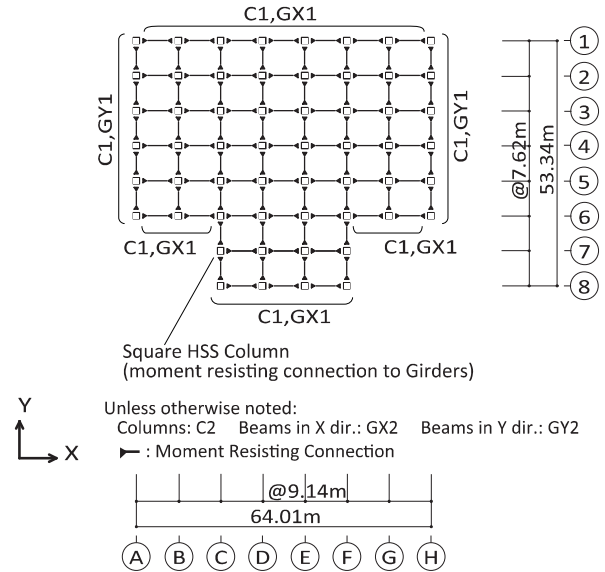 C1,GX1
C1,GY1
C1,GY1
1
2
3
4
5
6
7
8
@7.62m
53.34m
C1,GX1
C1,GX1
C1,GX1
Square HSS Column
(moment resisting connection to Girders)
Unless otherwise noted:
Columns: C2 Beams in X dir.: GX2 Beams in Y dir.: GY2
: Moment Resisting Connection
Y
X
@9.14m
64.01m
A B C D E F G H